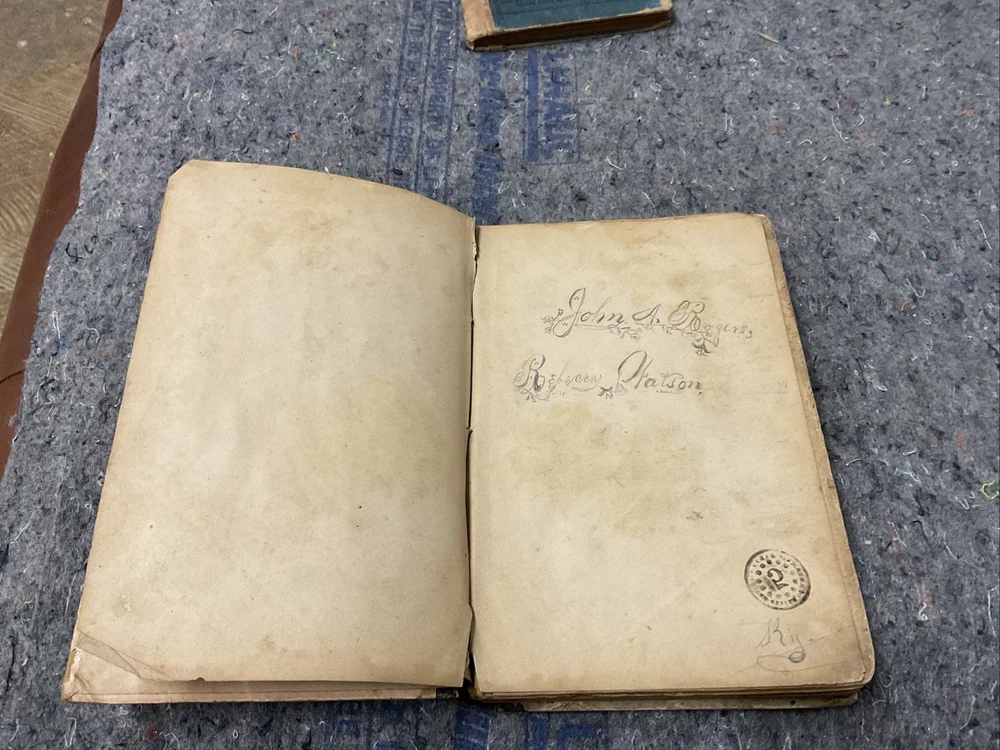 John A. Rogers,
Rebecca Watson,
2
Ky.